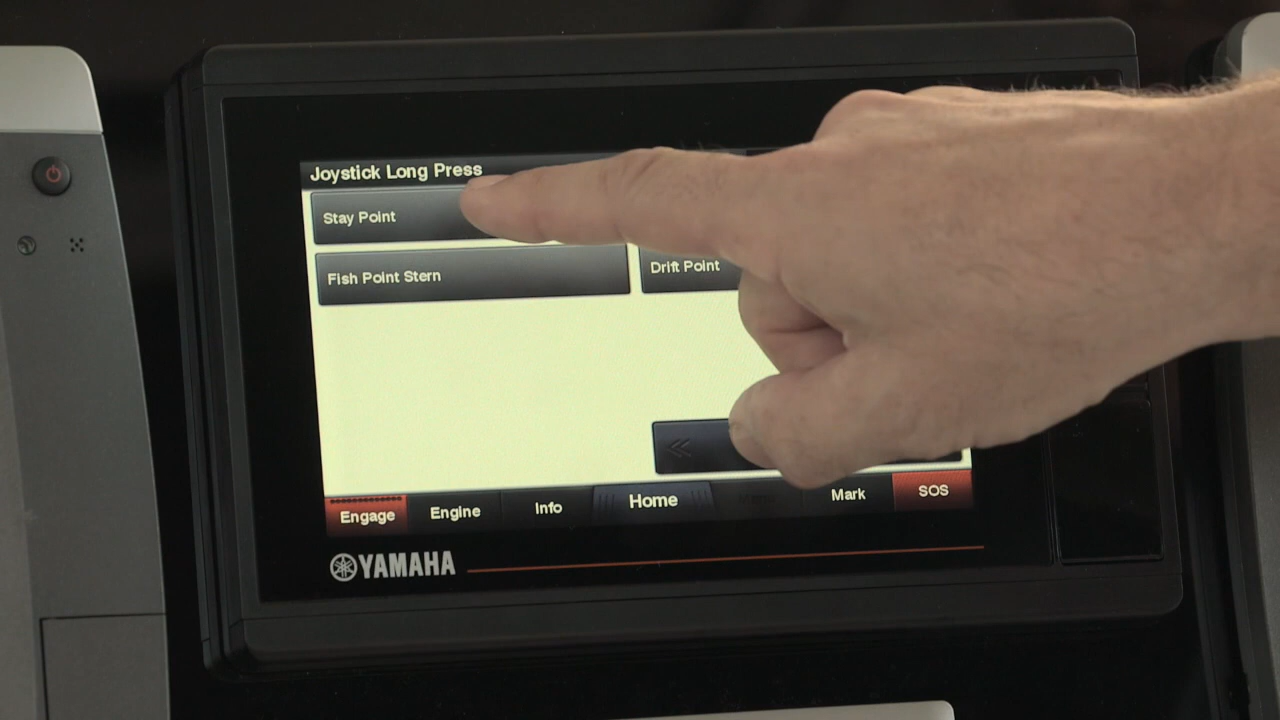 Joystick Long Press
Stay Point
Fish Point Stern
Drift Point
Engage
Engine
Info
Home
Mark
SOS
YAMAHA